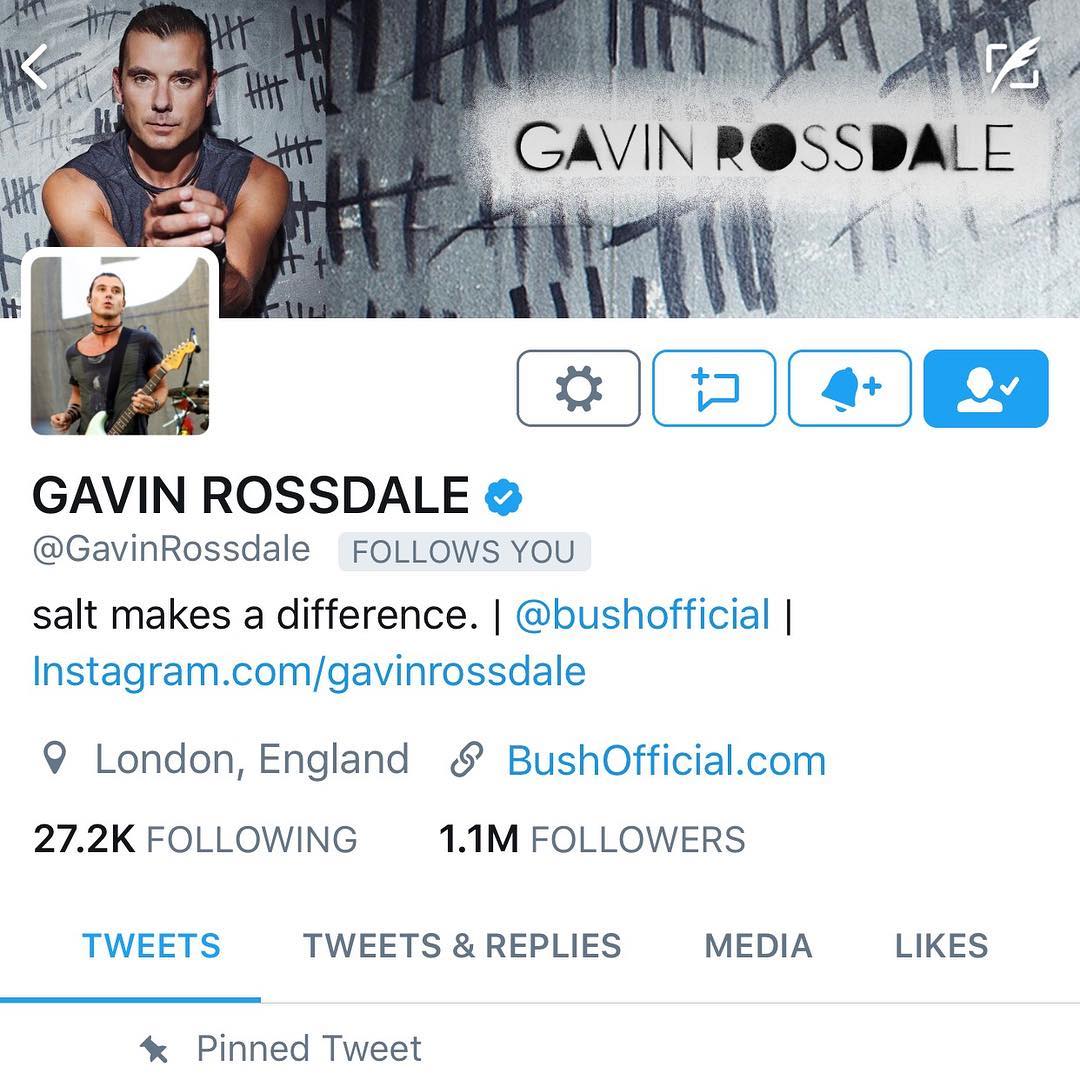 GAVIN ROSSDALE
GAVIN ROSSDALE
@GavinRossdale FOLLOWS YOU
salt makes a difference. | @bushofficial |
Instagram.com/gavinrossdale
London, England BushOfficial.com
27.2K FOLLOWING 1.1M FOLLOWERS
TWEETS TWEETS & REPLIES MEDIA LIKES
Pinned Tweet